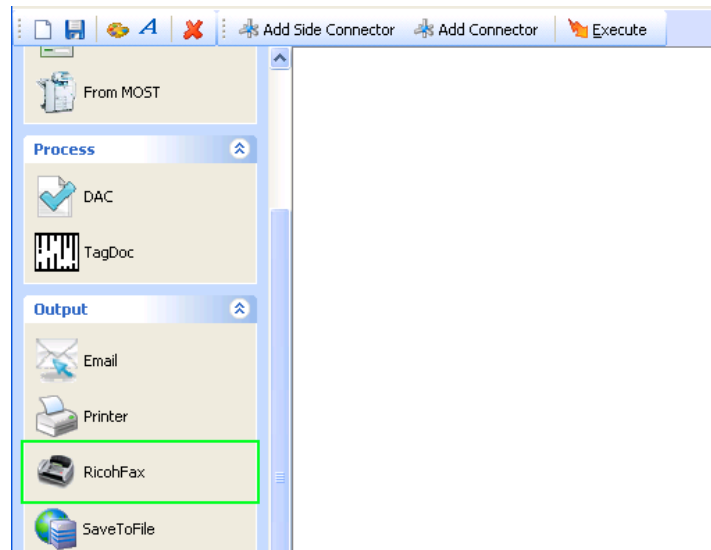 A Add Side Connector Add Connector Execute
From MOST
Process
DAC
TagDoc
Output
Email
Printer
RicohFax
SaveToFile